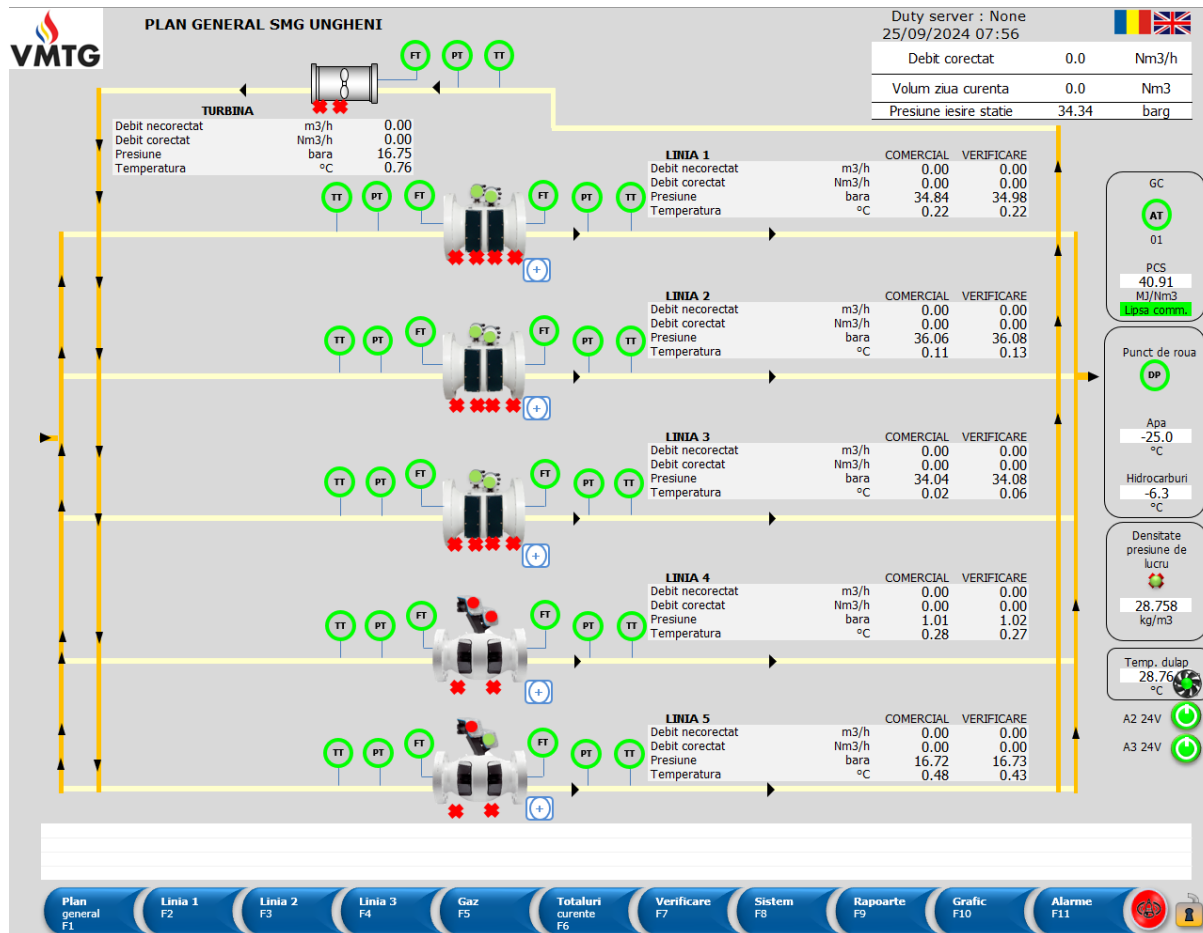 VMTG
PLAN GENERAL SMG UNGHENI
Duty server : None
25/09/2024 07:56
Debit corectat 0.0 Nm3/h
Volum ziua curenta 0.0 Nm3
Presiune iesire statie 34.34 barg
FT PT TT
TURBINA
Debit necorectat m3/h 0.00
Debit corectat Nm3/h 0.00
Presiune bara 16.75
Temperatura °C 0.76
LINIA 1 COMERCIAL VERIFICARE
Debit necorectat m3/h 0.00 0.00
Debit corectat Nm3/h 0.00 0.00
Presiune bara 34.84 34.98
Temperatura °C 0.22 0.22
TT PT FT FT PT TT
LINIA 2 COMERCIAL VERIFICARE
Debit necorectat m3/h 0.00 0.00
Debit corectat Nm3/h 0.00 0.00
Presiune bara 36.06 36.08
Temperatura °C 0.11 0.13
TT PT FT FT PT TT
LINIA 3 COMERCIAL VERIFICARE
Debit necorectat m3/h 0.00 0.00
Debit corectat Nm3/h 0.00 0.00
Presiune bara 34.04 34.08
Temperatura °C 0.02 0.06
TT PT FT FT PT TT
LINIA 4 COMERCIAL VERIFICARE
Debit necorectat m3/h 0.00 0.00
Debit corectat Nm3/h 0.00 0.00
Presiune bara 1.01 1.02
Temperatura °C 0.28 0.27
TT PT FT FT PT TT
LINIA 5 COMERCIAL VERIFICARE
Debit necorectat m3/h 0.00 0.00
Debit corectat Nm3/h 0.00 0.00
Presiune bara 16.72 16.73
Temperatura °C 0.48 0.43
TT PT FT FT PT TT
GC
AT
01
PCS
40.91
MJ/Nm3
Lipsa comm.
Punct de roua
DP
Apa
-25.0
°C
Hidrocarburi
-6.3
°C
Densitate
presiune de
lucru
28.758
kg/m3
Temp. dulap
28.76
°C
A2 24V
A3 24V
Plan general F1
Linia 1 F2
Linia 2 F3
Linia 3 F4
Gaz F5
Totaluri curente F6
Verificare F7
Sistem F8
Rapoarte F9
Grafic F10
Alarme F11